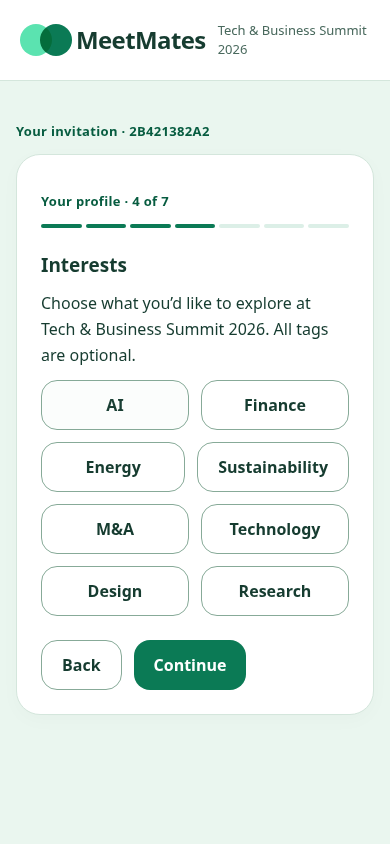 MeetMates
Tech & Business Summit
2026
Your invitation · 2B421382A2
Your profile · 4 of 7
Interests
Choose what you’d like to explore at
Tech & Business Summit 2026. All tags
are optional.
AI
Finance
Energy
Sustainability
M&A
Technology
Design
Research
Back
Continue